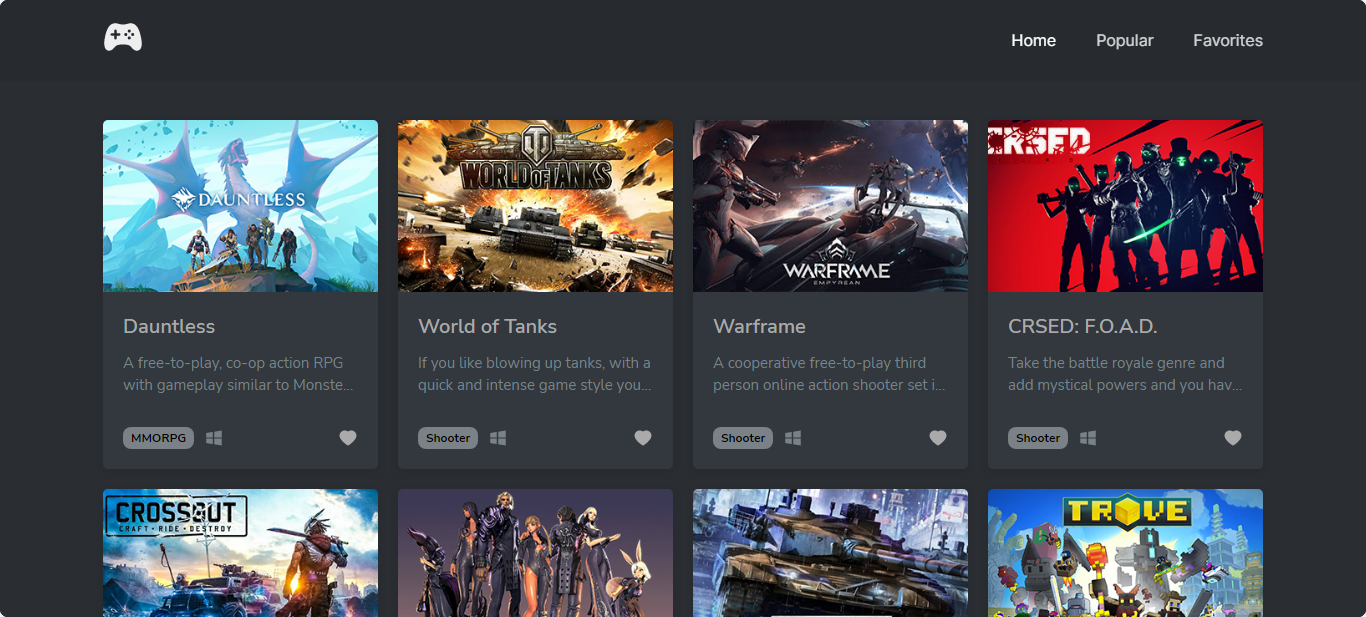 Home Popular Favorites
DAUNTLESS
WORLD OF TANKS
WARFRAME
EMPYREAN
CRSED
Dauntless
World of Tanks
Warframe
CRSED: F.O.A.D.
A free-to-play, co-op action RPG
with gameplay similar to Monste...
If you like blowing up tanks, with a
quick and intense game style you...
A cooperative free-to-play third
person online action shooter set i...
Take the battle royale genre and
add mystical powers and you hav...
MMORPG
Shooter
Shooter
Shooter
CROSSOUT
CRAFT • RIDE • DESTROY
TROVE